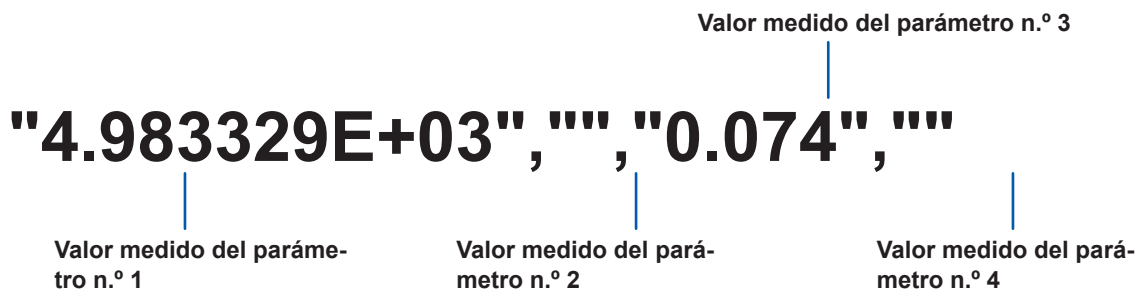 Valor medido del parámetro n.º 3
"4.983329E+03","","0.074",""
Valor medido del paráme-
tro n.º 1
Valor medido del pará-
metro n.º 2
Valor medido del pará-
metro n.º 4